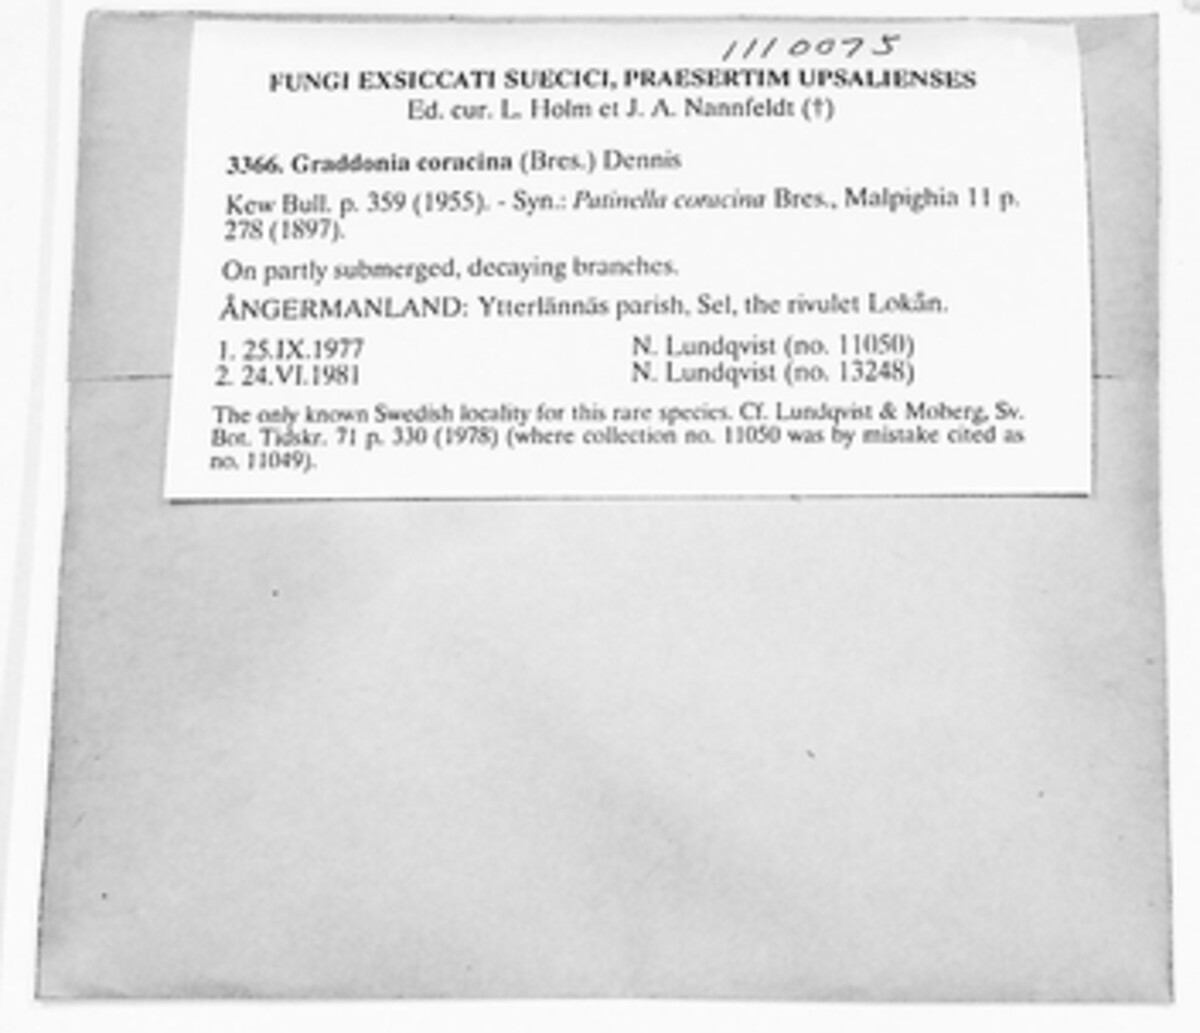 1110075
FUNGI EXSICCATI SUECICI, PRAESERTIM UPSALIENSES
Ed. cur. L. Holm et J. A. Nannfeldt (†)
3366. Graddonia coracina (Bres.) Dennis
Kew Bull. p. 359 (1955). - Syn.: Patinella coracina Bres., Malpighia 11 p.
278 (1897).
On partly submerged, decaying branches.
ÅNGERMANLAND: Ytterlännäs parish, Sel, the rivulet Lokån.
1. 25.IX.1977 N. Lundqvist (no. 11050)
2. 24.VI.1981 N. Lundqvist (no. 13248)
The only known Swedish locality for this rare species. Cf. Lundqvist & Moberg, Sv.
Bot. Tidskr. 71 p. 330 (1978) (where collection no. 11050 was by mistake cited as
no. 11049).